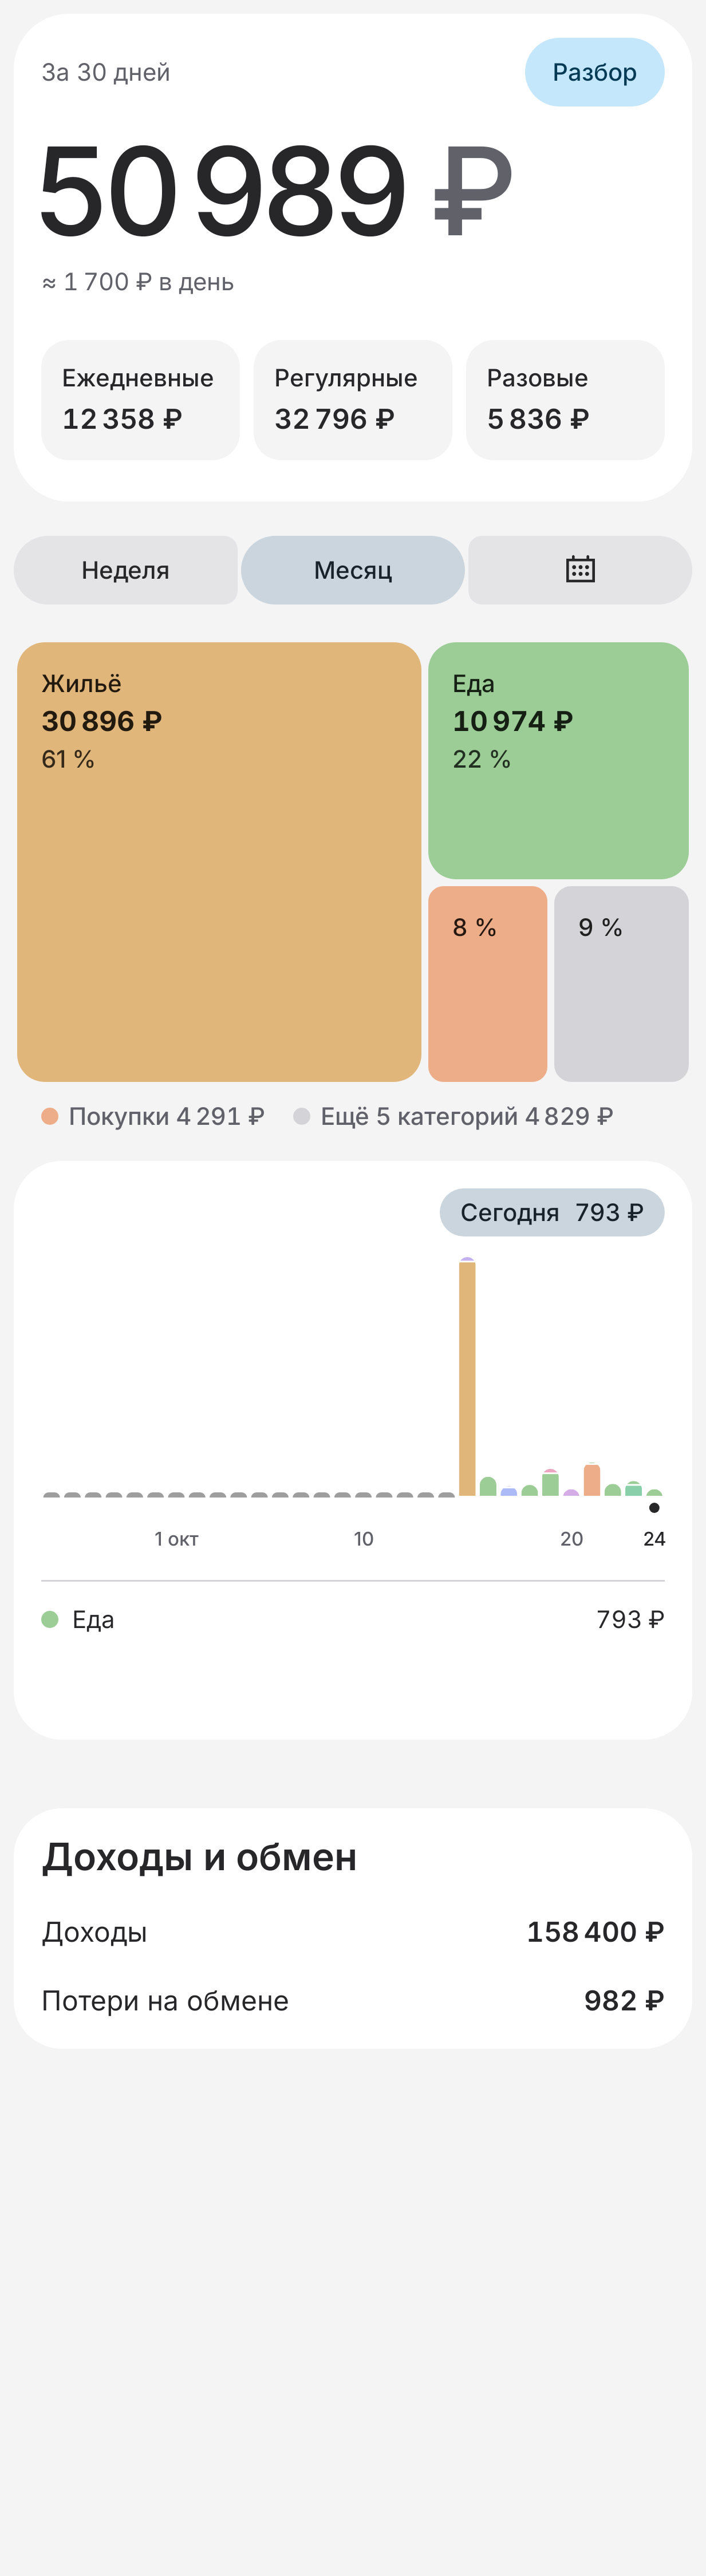 За 30 дней
Разбор
50 989 ₽
≈ 1 700 ₽ в день
Ежедневные Регулярные Разовые
12 358 ₽ 32 796 ₽ 5 836 ₽
Неделя Месяц
Жильё
30 896 ₽
61 %
Еда
10 974 ₽
22 %
8 % 9 %
Покупки 4 291 ₽ Ещё 5 категорий 4 829 ₽
Сегодня 793 ₽
1 окт 10 20 24
Еда 793 ₽
Доходы и обмен
Доходы 158 400 ₽
Потери на обмене 982 ₽